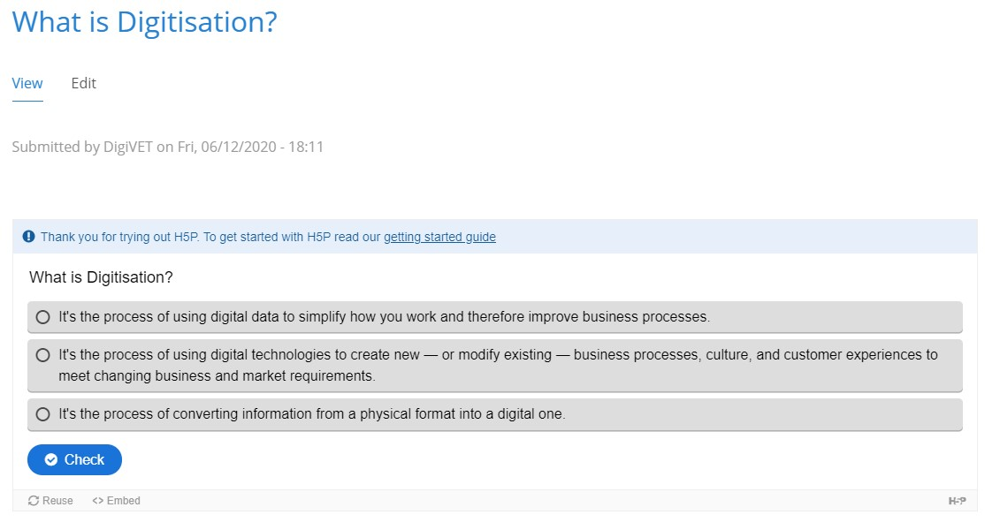 What is Digitisation?
View Edit
Submitted by DigiVET on Fri, 06/12/2020 - 18:11
Thank you for trying out H5P. To get started with H5P read our getting started guide
What is Digitisation?
It's the process of using digital data to simplify how you work and therefore improve business processes.
It's the process of using digital technologies to create new — or modify existing — business processes, culture, and customer experiences to
meet changing business and market requirements.
It's the process of converting information from a physical format into a digital one.
Check
Reuse <> Embed H5P